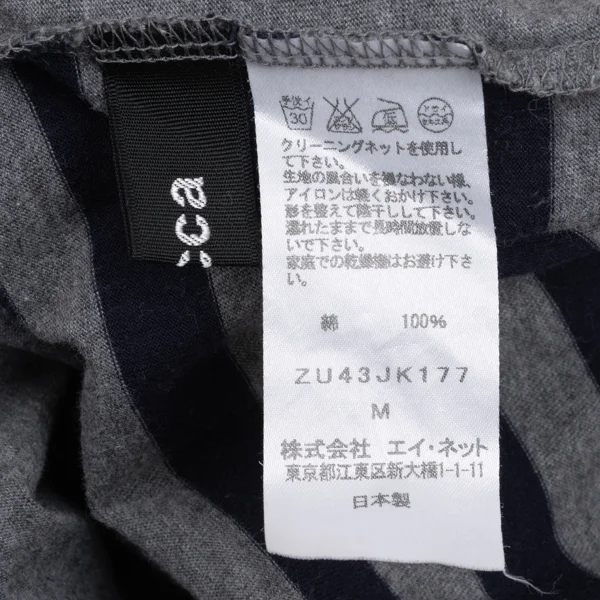 手洗イ
30
クリーニングネットを使用し
て下さい。
生地の風合いを損なわない様、
アイロンは軽くおかけ下さい。
形を整えて陰干しして下さい。
濡れたままで長時間放置しな
いで下さい。
家庭での乾燥機はお避け下さ
い。
綿 100%
ZU43JK177
M
株式会社 エイ・ネット
東京都江東区新大橋1-1-11
日本製
ca